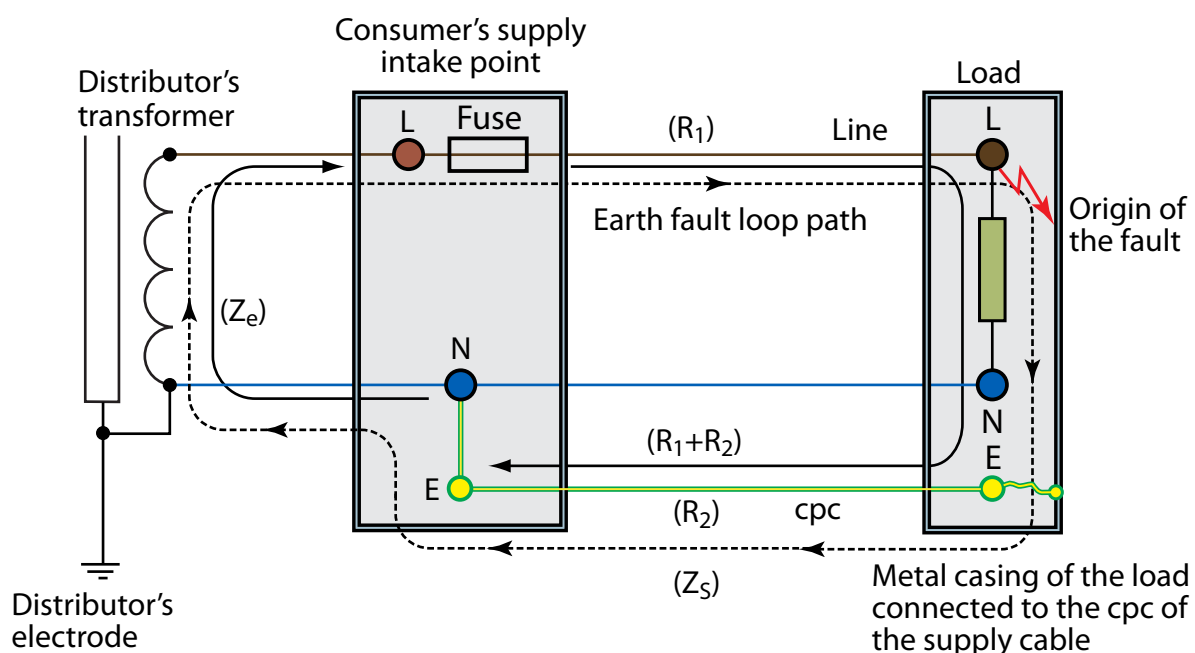 Consumer's supply
intake point
Distributor's
transformer
Load
L
Fuse
(R₁)
Line
L
Earth fault loop path
Origin of
the fault
(Zₑ)
N
N
(R₁+R₂)
E
E
(R₂)
cpc
(Zₛ)
Metal casing of the load
connected to the cpc of
the supply cable
Distributor's
electrode